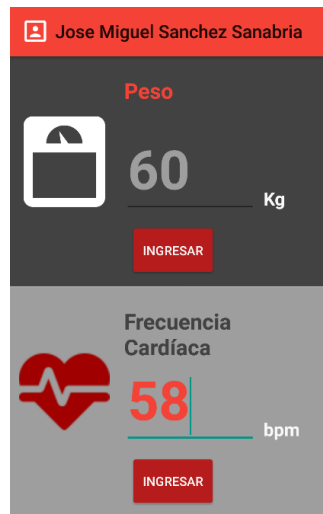 Jose Miguel Sanchez Sanabria
Peso
60
Kg
INGRESAR
Frecuencia
Cardíaca
58
bpm
INGRESAR